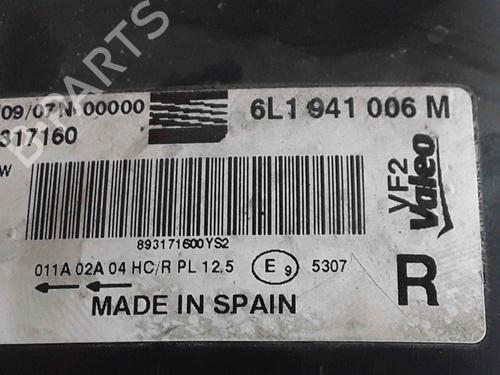 /09/07N 00000
6L1 941 006 M
317160
W
893171600YS2
VF2
Valeo
011A 02A 04 HC/R PL 12.5
E 9
5307
R
MADE IN SPAIN
B-PARTS